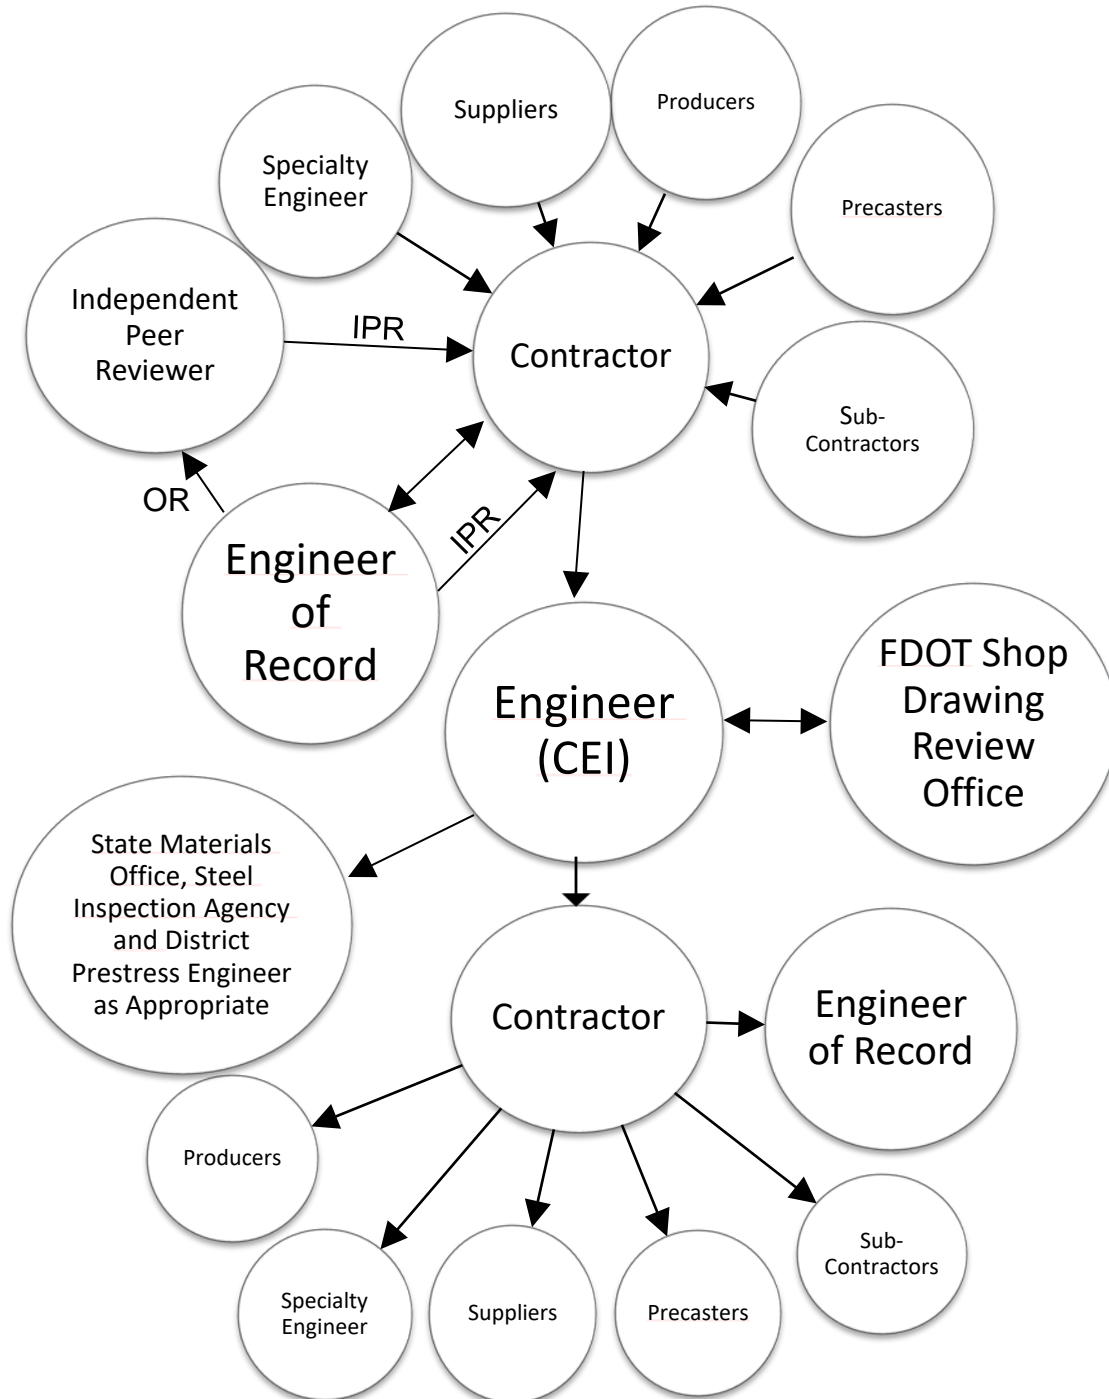 Suppliers
Producers
Specialty
Engineer
Precasters
Independent
Peer
Reviewer
IPR
Contractor
Sub-
Contractors
OR
IPR
Engineer
of
Record
Engineer
(CEI)
FDOT Shop
Drawing
Review
Office
State Materials
Office, Steel
Inspection Agency
and District
Prestress Engineer
as Appropriate
Contractor
Engineer
of Record
Producers
Sub-
Contractors
Specialty
Engineer
Suppliers
Precasters